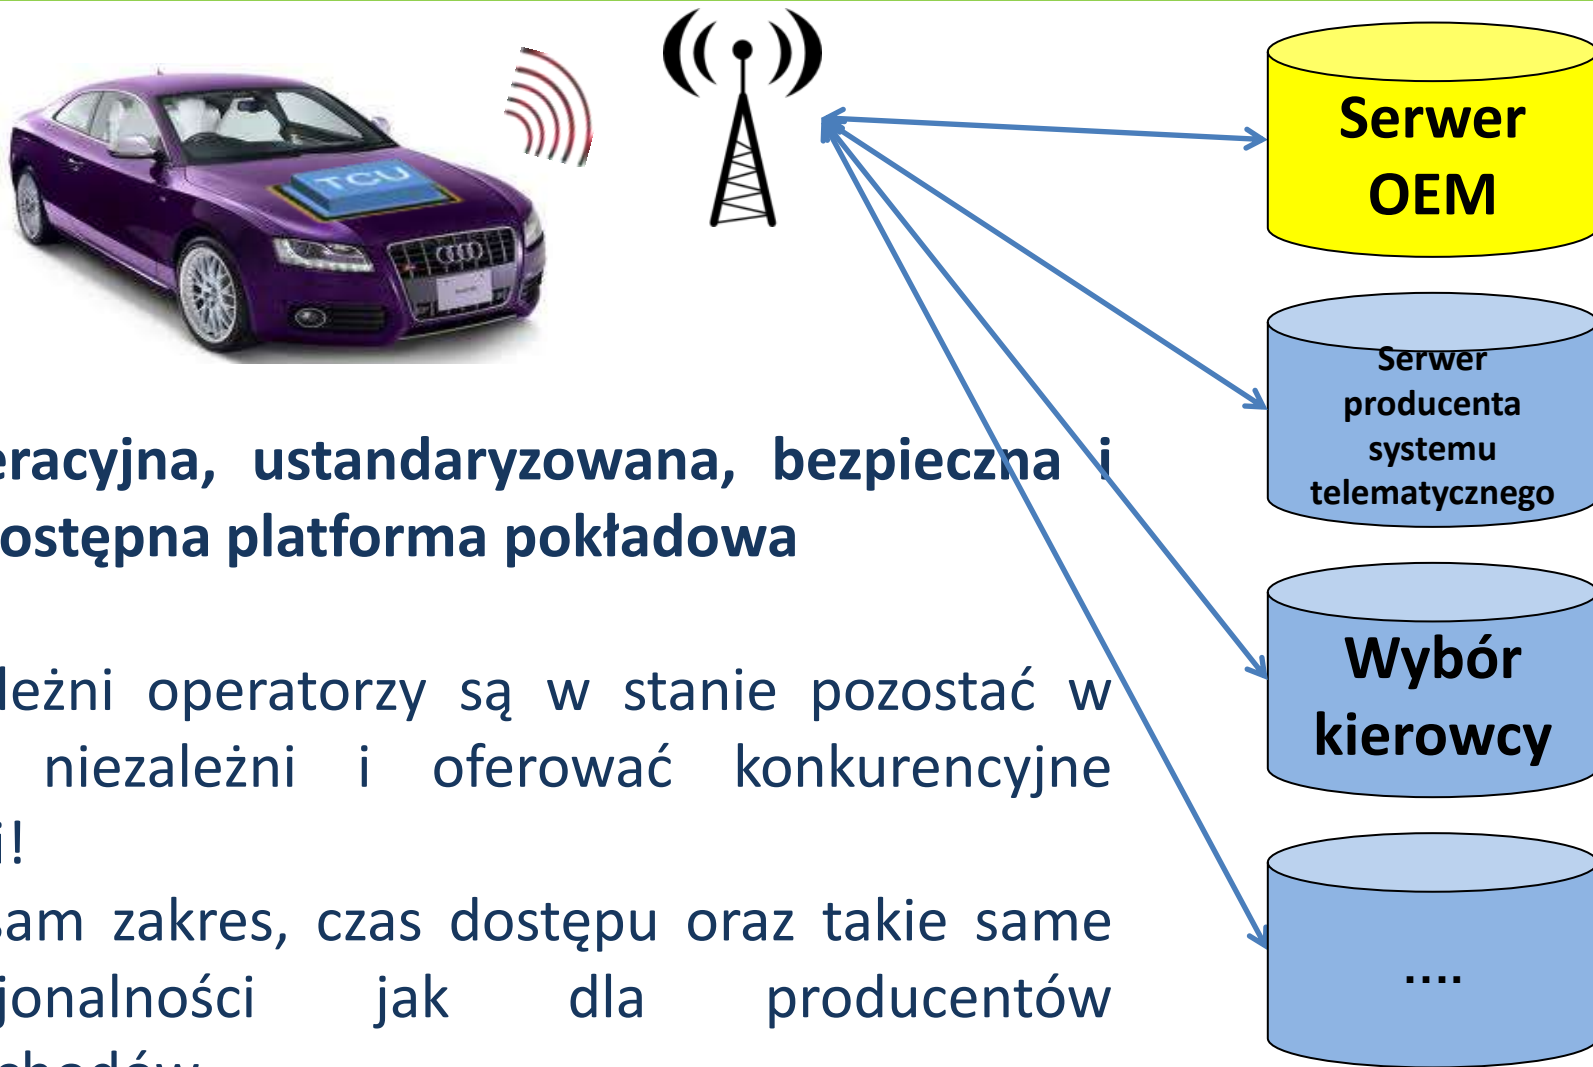 TCU
Serwer
OEM
Serwer
producenta
systemu
telematycznego
Wybór
kierowcy
....
eracyjna, ustandaryzowana, bezpieczna i
ostępna platforma pokładowa
leżni operatorzy są w stanie pozostać w
niezależni i oferować konkurencyjne
i!
sam zakres, czas dostępu oraz takie same
jonalności jak dla producentów